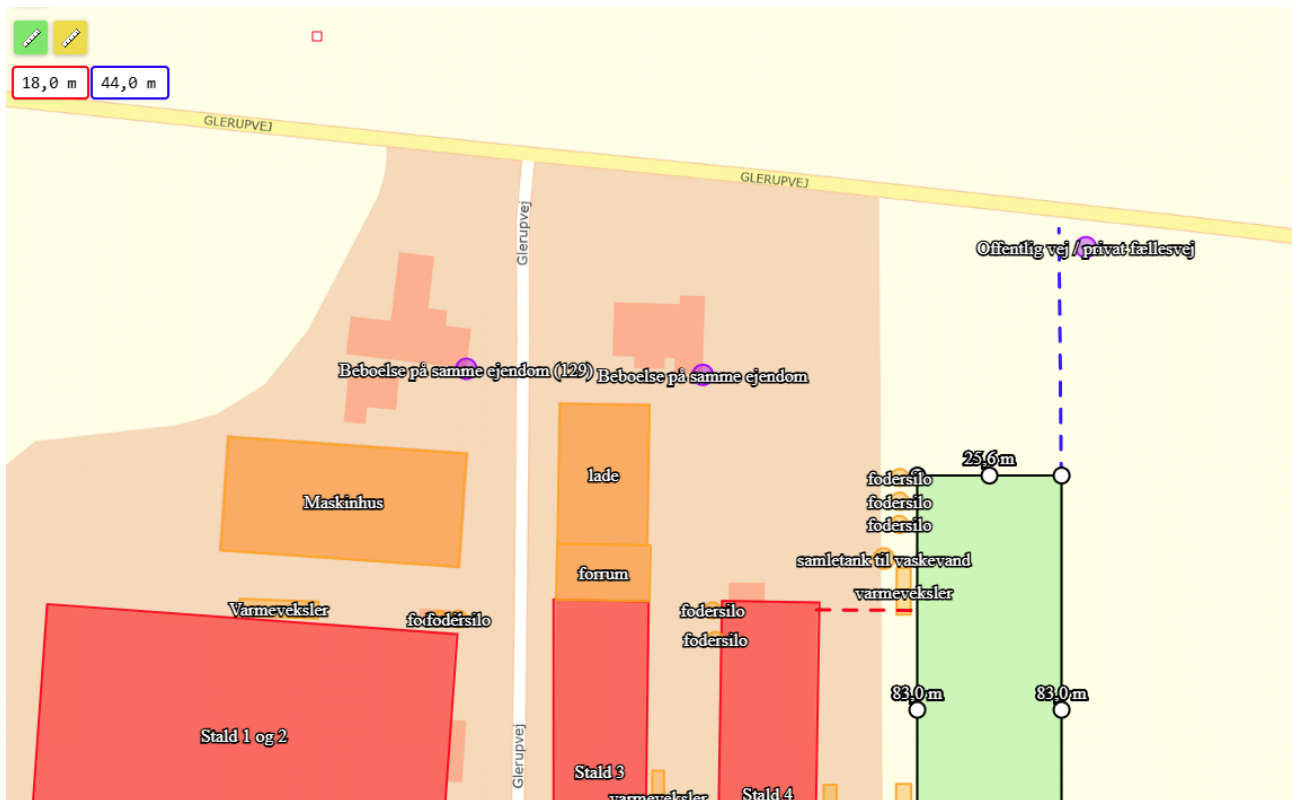 18,0 m 44,0 m
GLERUPVEJ
GLERUPVEJ
Glerupvej
Offentlig vej / privat fællesvej
Beboelse på samme ejendom (129)
Beboelse på samme ejendom
25,6 m
lade
fodersilo
Maskinhus
fodersilo
fodersilo
samletank til vaskevand
forrum
varmeveksler
Varmeveksler
fodersilo
fodersilo
fodersilo
83,0 m
83,0 m
Stald 1 og 2
Glerupvej
Stald 3
Stald 4
varmeveksler